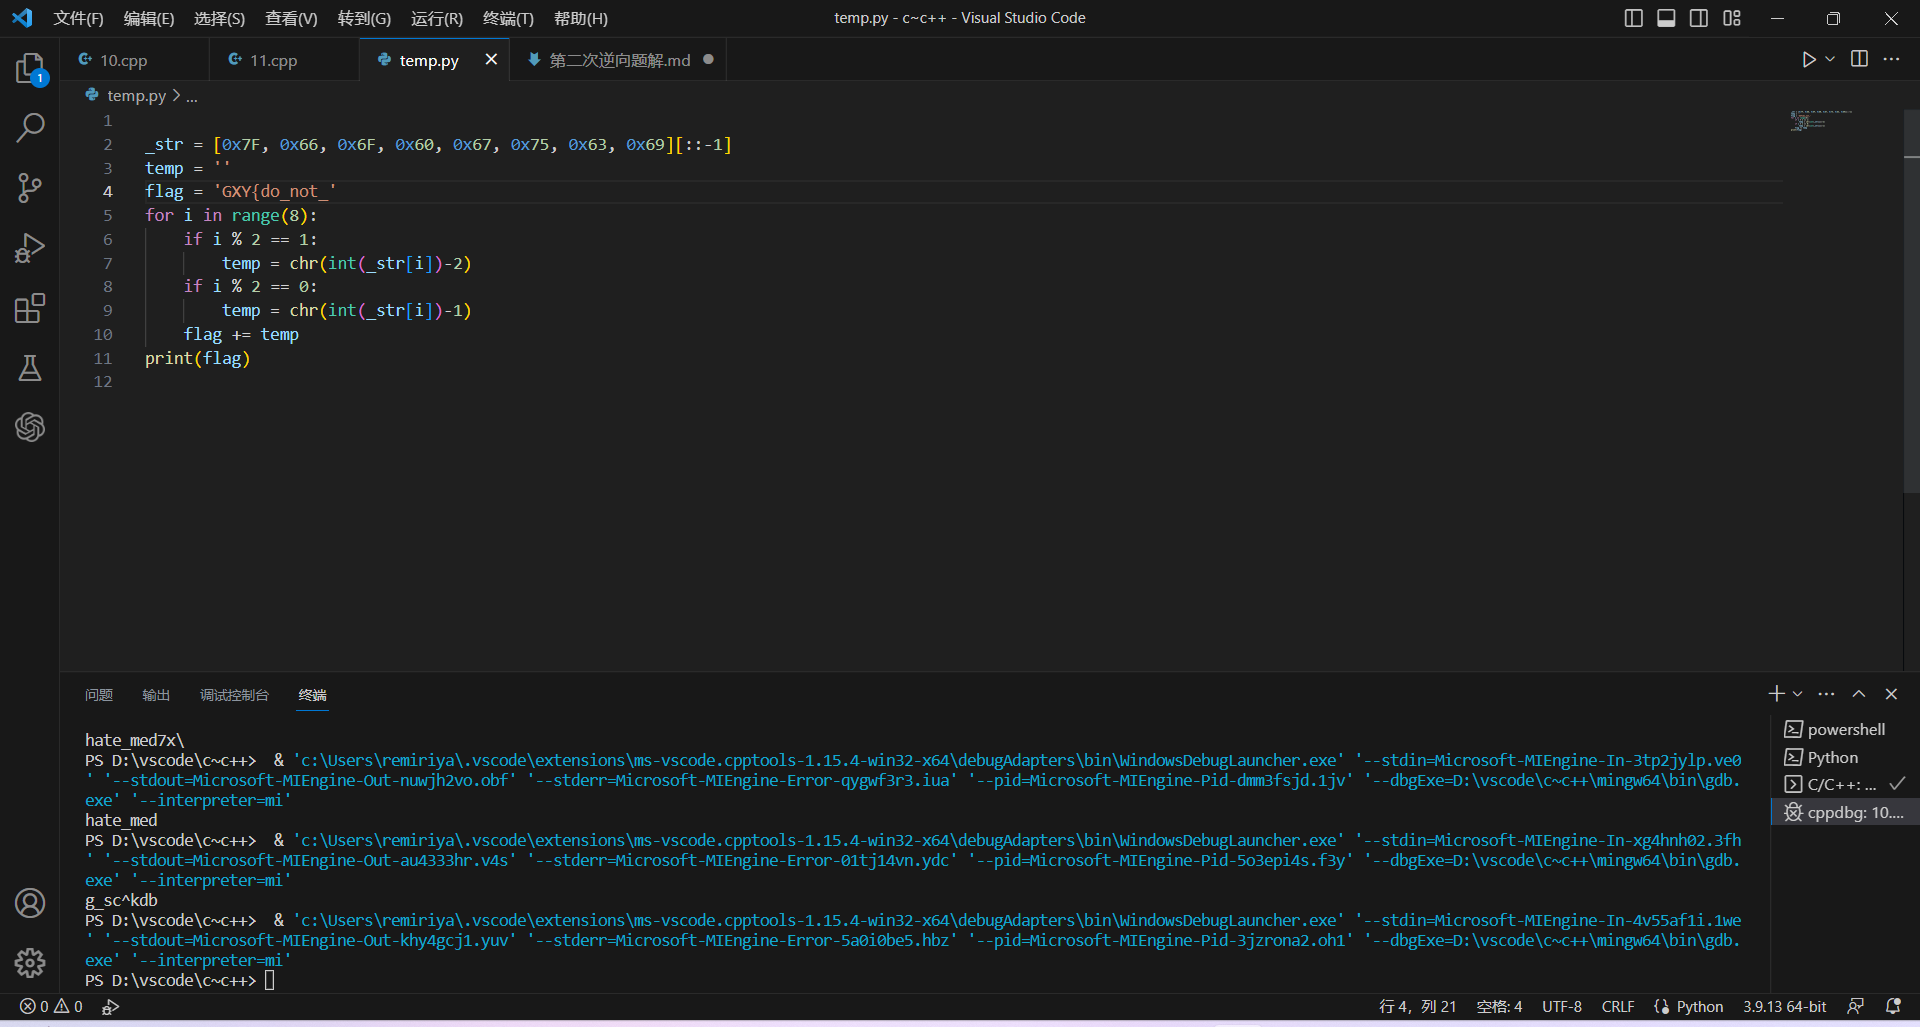 文件(F) 编辑(E) 选择(S) 查看(V) 转到(G) 运行(R) 终端(T) 帮助(H) temp.py - c~c++ - Visual Studio Code
10.cpp 11.cpp temp.py 第二次逆向题解.md
1
temp.py > ...
1
2 _str = [0x7F, 0x66, 0x6F, 0x60, 0x67, 0x75, 0x63, 0x69][::-1]
3 temp = ''
4 flag = 'GXY{do_not_'
5 for i in range(8):
6 if i % 2 == 1:
7 temp = chr(int(_str[i])-2)
8 if i % 2 == 0:
9 temp = chr(int(_str[i])-1)
10 flag += temp
11 print(flag)
12
问题 输出 调试控制台 终端
hate_med7x\
PS D:\vscode\c~c++>  & 'c:\Users\remiriya\.vscode\extensions\ms-vscode.cpptools-1.15.4-win32-x64\debugAdapters\bin\WindowsDebugLauncher.exe' '--stdin=Microsoft-MIEngine-In-3tp2jylp.ve0
' '--stdout=Microsoft-MIEngine-Out-nuwjh2vo.obf' '--stderr=Microsoft-MIEngine-Error-qygwf3r3.iua' '--pid=Microsoft-MIEngine-Pid-dmm3fsjd.1jv' '--dbgExe=D:\vscode\c~c++\mingw64\bin\gdb.
exe' '--interpreter=mi'
hate_med
PS D:\vscode\c~c++>  & 'c:\Users\remiriya\.vscode\extensions\ms-vscode.cpptools-1.15.4-win32-x64\debugAdapters\bin\WindowsDebugLauncher.exe' '--stdin=Microsoft-MIEngine-In-xg4hnh02.3fh
' '--stdout=Microsoft-MIEngine-Out-au4333hr.v4s' '--stderr=Microsoft-MIEngine-Error-01tj14vn.ydc' '--pid=Microsoft-MIEngine-Pid-5o3epi4s.f3y' '--dbgExe=D:\vscode\c~c++\mingw64\bin\gdb.
exe' '--interpreter=mi'
g_sc^kdb
PS D:\vscode\c~c++>  & 'c:\Users\remiriya\.vscode\extensions\ms-vscode.cpptools-1.15.4-win32-x64\debugAdapters\bin\WindowsDebugLauncher.exe' '--stdin=Microsoft-MIEngine-In-4v55af1i.1we
' '--stdout=Microsoft-MIEngine-Out-khy4gcj1.yuv' '--stderr=Microsoft-MIEngine-Error-5a0i0be5.hbz' '--pid=Microsoft-MIEngine-Pid-3jzrona2.oh1' '--dbgExe=D:\vscode\c~c++\mingw64\bin\gdb.
exe' '--interpreter=mi'
PS D:\vscode\c~c++>
powershell
Python
C/C++: ...
cppdbg: 10....
0 0 行 4，列 21 空格: 4 UTF-8 CRLF Python 3.9.13 64-bit